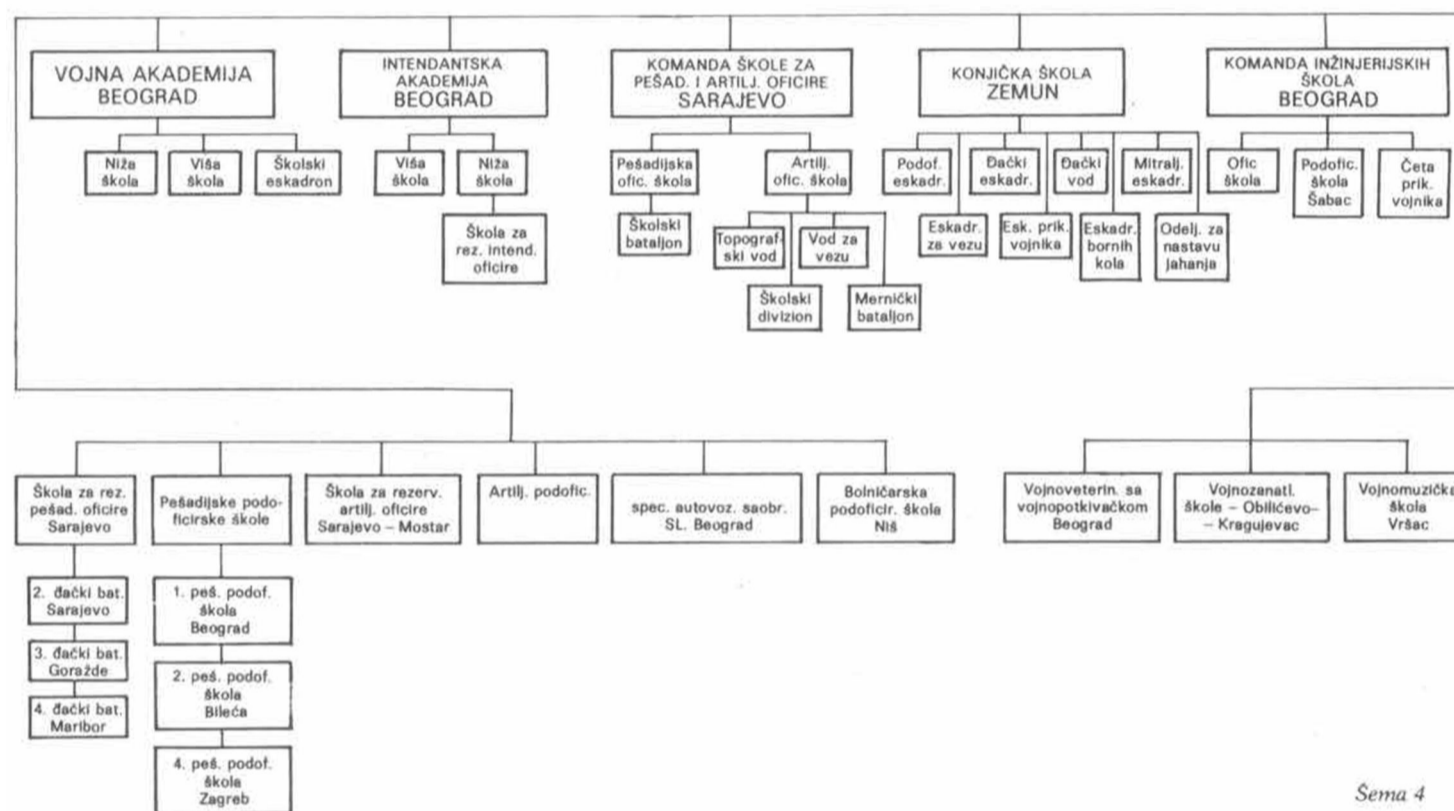 VOJNA AKADEMIJA
BEOGRAD
Niža
škola
Viša
škola
Školski
eskadron
INTENDANTSKA
AKADEMIJA
BEOGRAD
Viša
škola
Niža
škola
Škola za
rez. intend.
oficire
KOMANDA ŠKOLE ZA
PEŠAD. I ARTILJ. OFICIRE
SARAJEVO
Pešadijska
ofic. škola
Školski
bataljon
Artilj.
ofic. škola
Topograf-
ski vod
Vod za
vezu
Školski
divizion
Mernički
bataljon
KONJIČKA ŠKOLA
ZEMUN
Podof.
eskadr.
Đački
eskadr.
Đački
vod
Mitralj.
eskadr.
Eskadr.
za vezu
Esk. prik.
vojnika
Eskadr.
bornih
kola
Odelj. za
nastavu
jahanja
KOMANDA INŽINJERIJSKIH
ŠKOLA
BEOGRAD
Ofic
škola
Podofic.
škola
Šabac
Četa
prik.
vojnika
Škola za rez.
pešad. oficire
Sarajevo
2. đački bat.
Sarajevo
3. đački bat.
Goražde
4. đački bat.
Maribor
Pešadijske podo-
ficirske škole
1. peš. podof.
škola
Beograd
2. peš. podof.
škola
Bileća
4. peš. podof.
škola
Zagreb
Škola za rezerv.
artilj. oficire
Sarajevo – Mostar
Artilj. podofic.
spec. autovoz. saobr.
SL. Beograd
Bolničarska
podoficir. škola
Niš
Vojnoveterin. sa
vojnopotkivačkom
Beograd
Vojnozanatl.
škole – Obilićevo–
– Kragujevac
Vojnomuzička
škola
Vršac
Šema 4